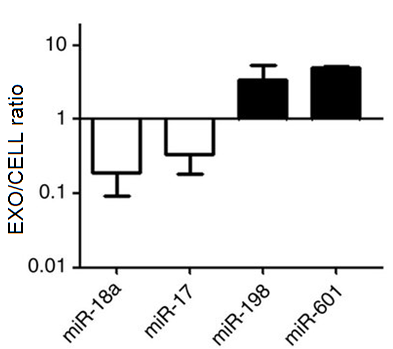 10
1
0.1
0.01
EXO/CELL ratio
miR-18a
miR-17
miR-198
miR-601